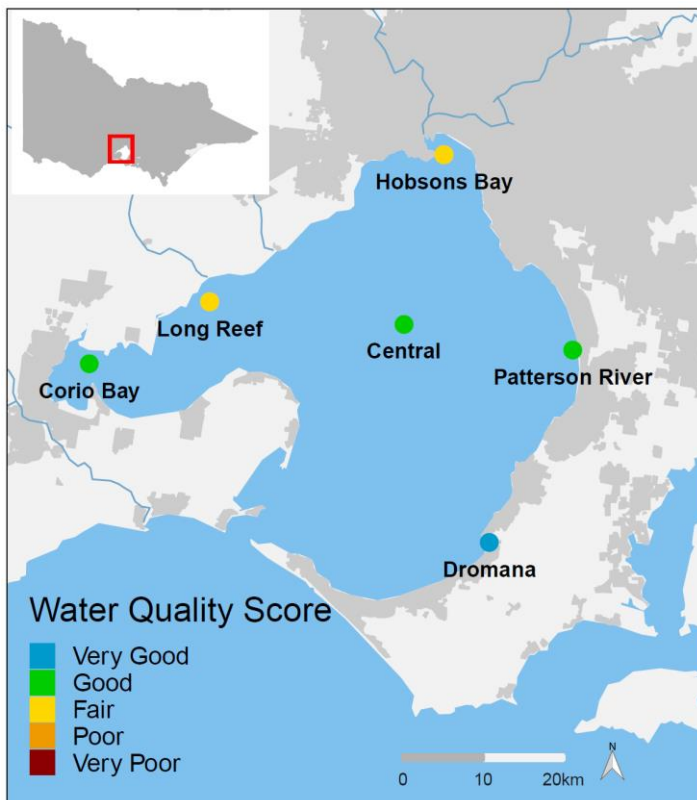 Hobsons Bay
Long Reef
Central
Corio Bay
Patterson River
Dromana
Water Quality Score
Very Good
Good
Fair
Poor
Very Poor
N
0 10 20km